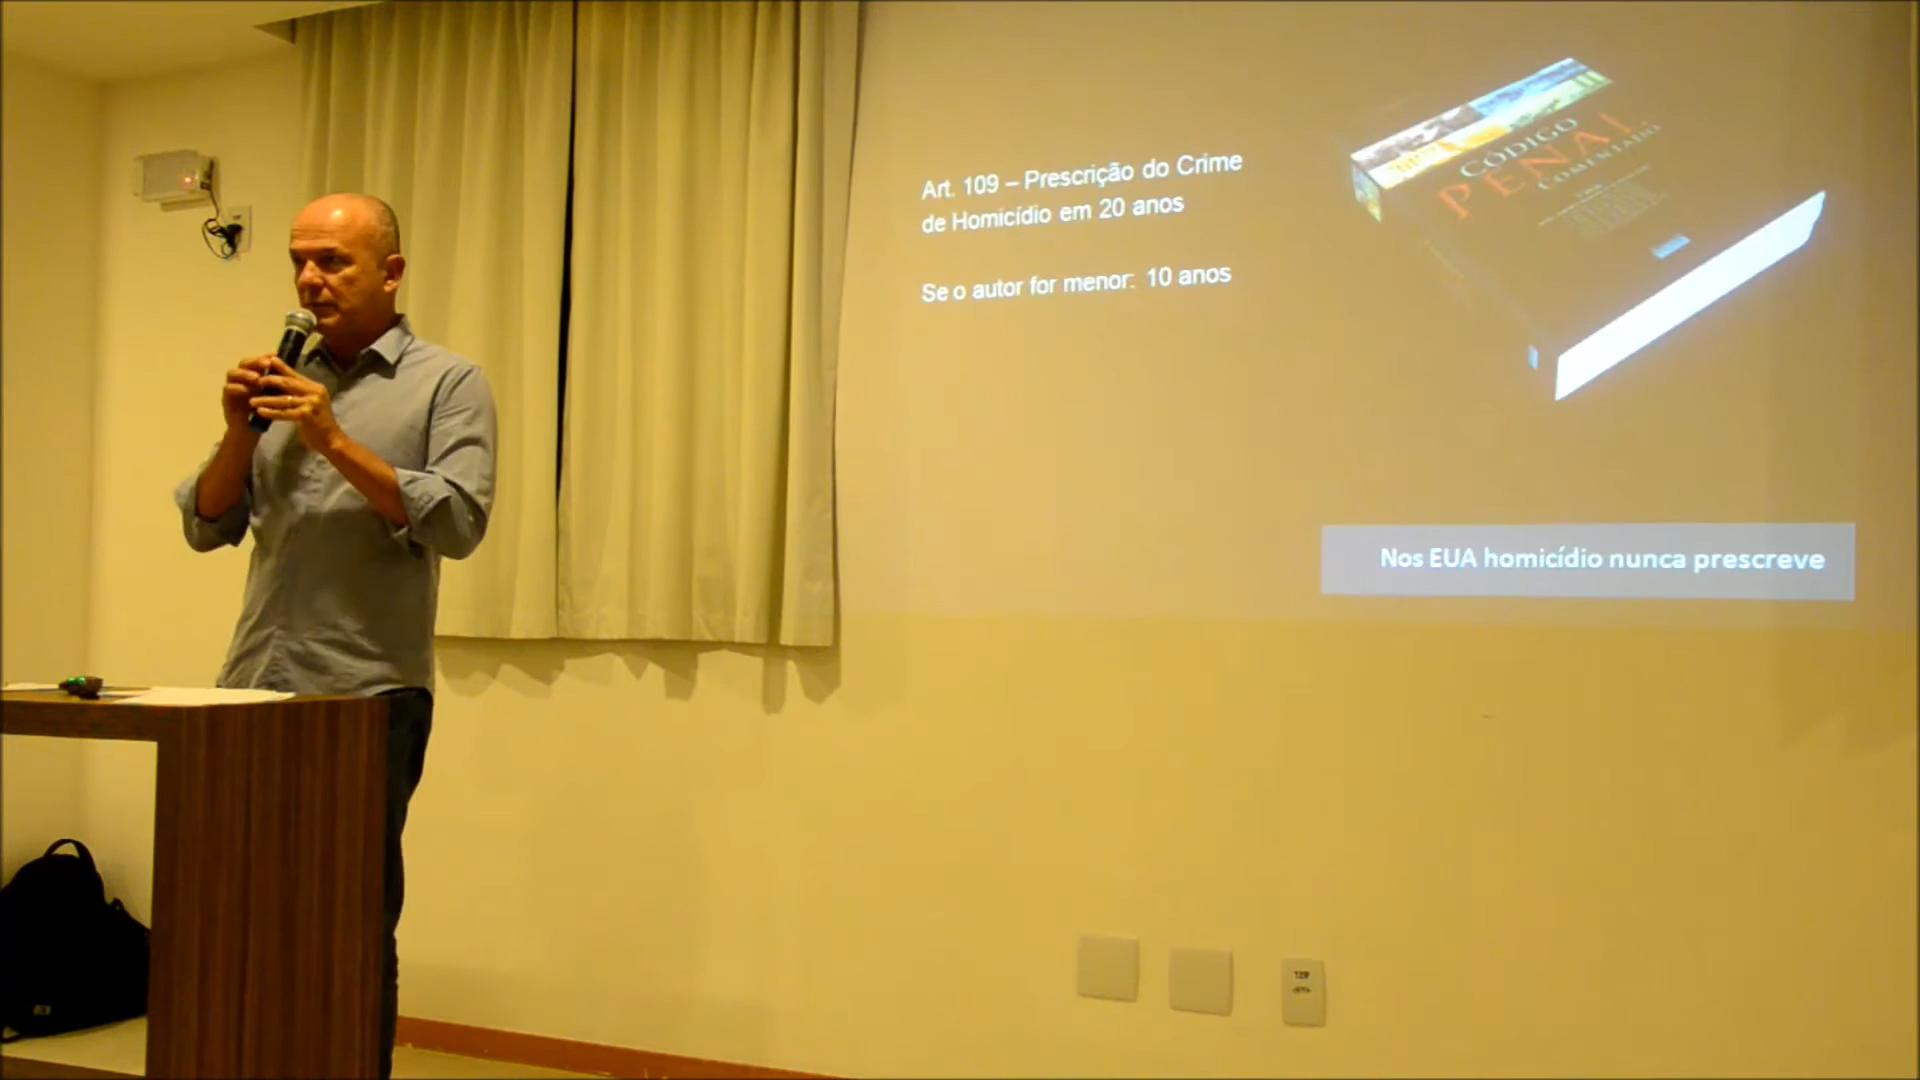 Art. 109 – Prescrição do Crime
de Homicídio em 20 anos
Se o autor for menor: 10 anos
CÓDIGO
PENAL
COMENTADO
Nos EUA homicídio nunca prescreve